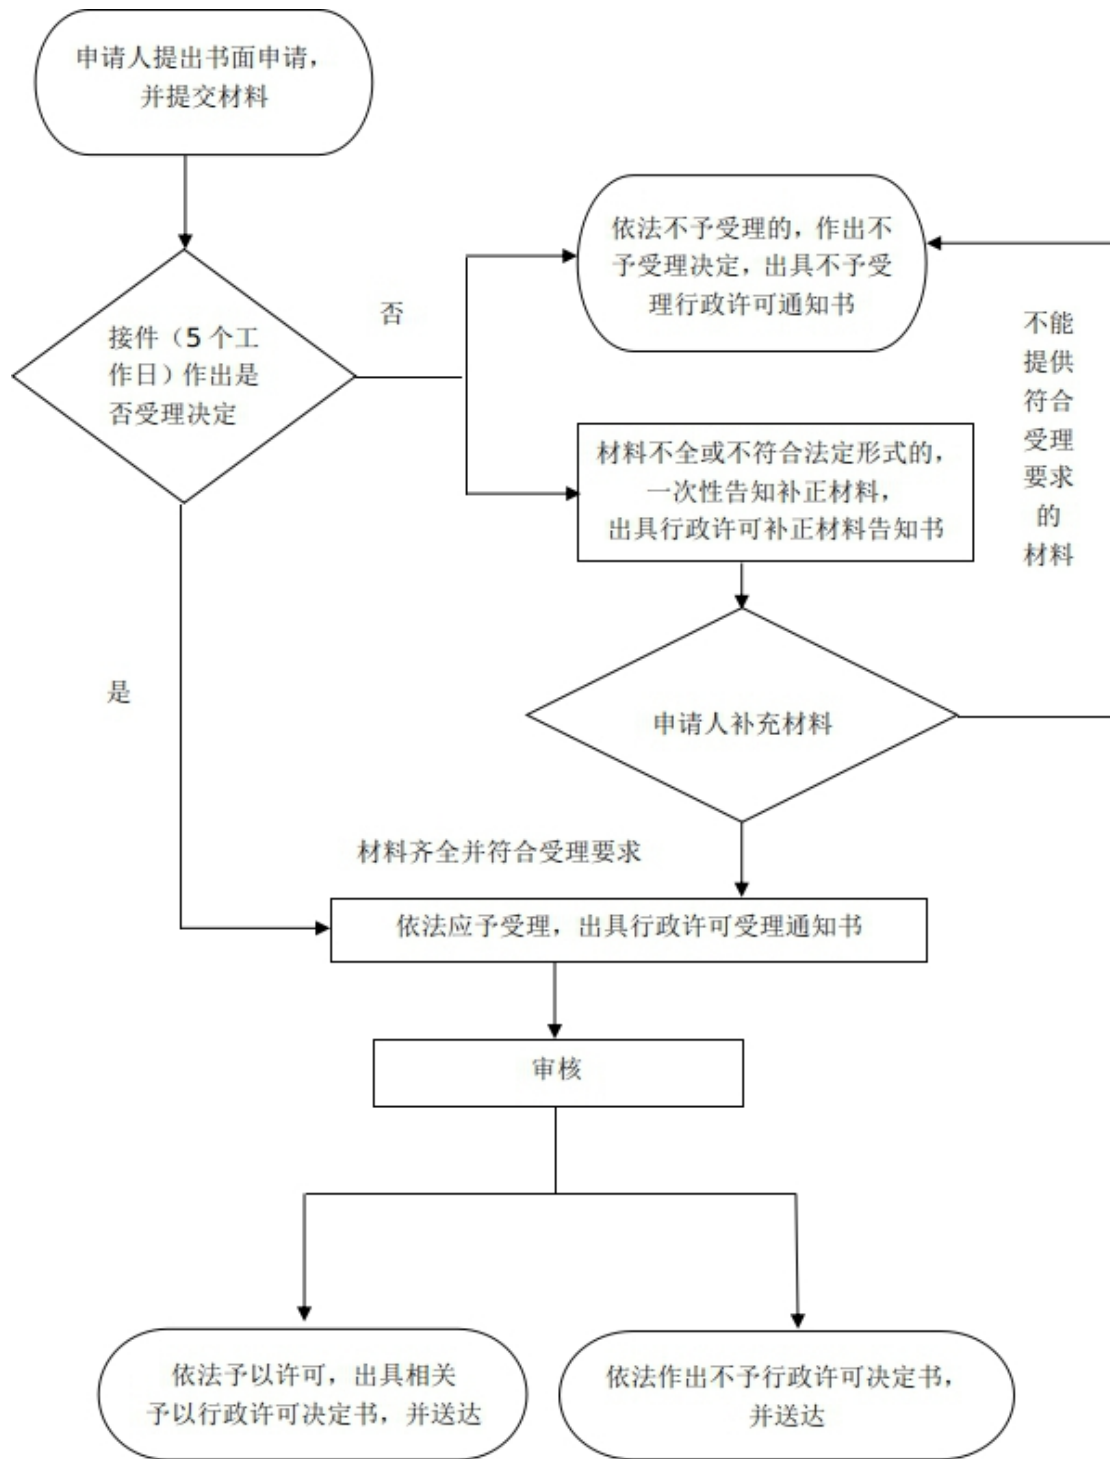 申请人提出书面申请，
并提交材料
依法不予受理的，作出不
予受理决定，出具不予受
理行政许可通知书
否
接件（5 个工
作日）作出是
否受理决定
不能
提供
符合
受理
要求
的
材料
材料不全或不符合法定形式的，
一次性告知补正材料，
出具行政许可补正材料告知书
是
申请人补充材料
材料齐全并符合受理要求
依法应予受理，出具行政许可受理通知书
审核
依法予以许可，出具相关
予以行政许可决定书，并送达
依法作出不予行政许可决定书，
并送达